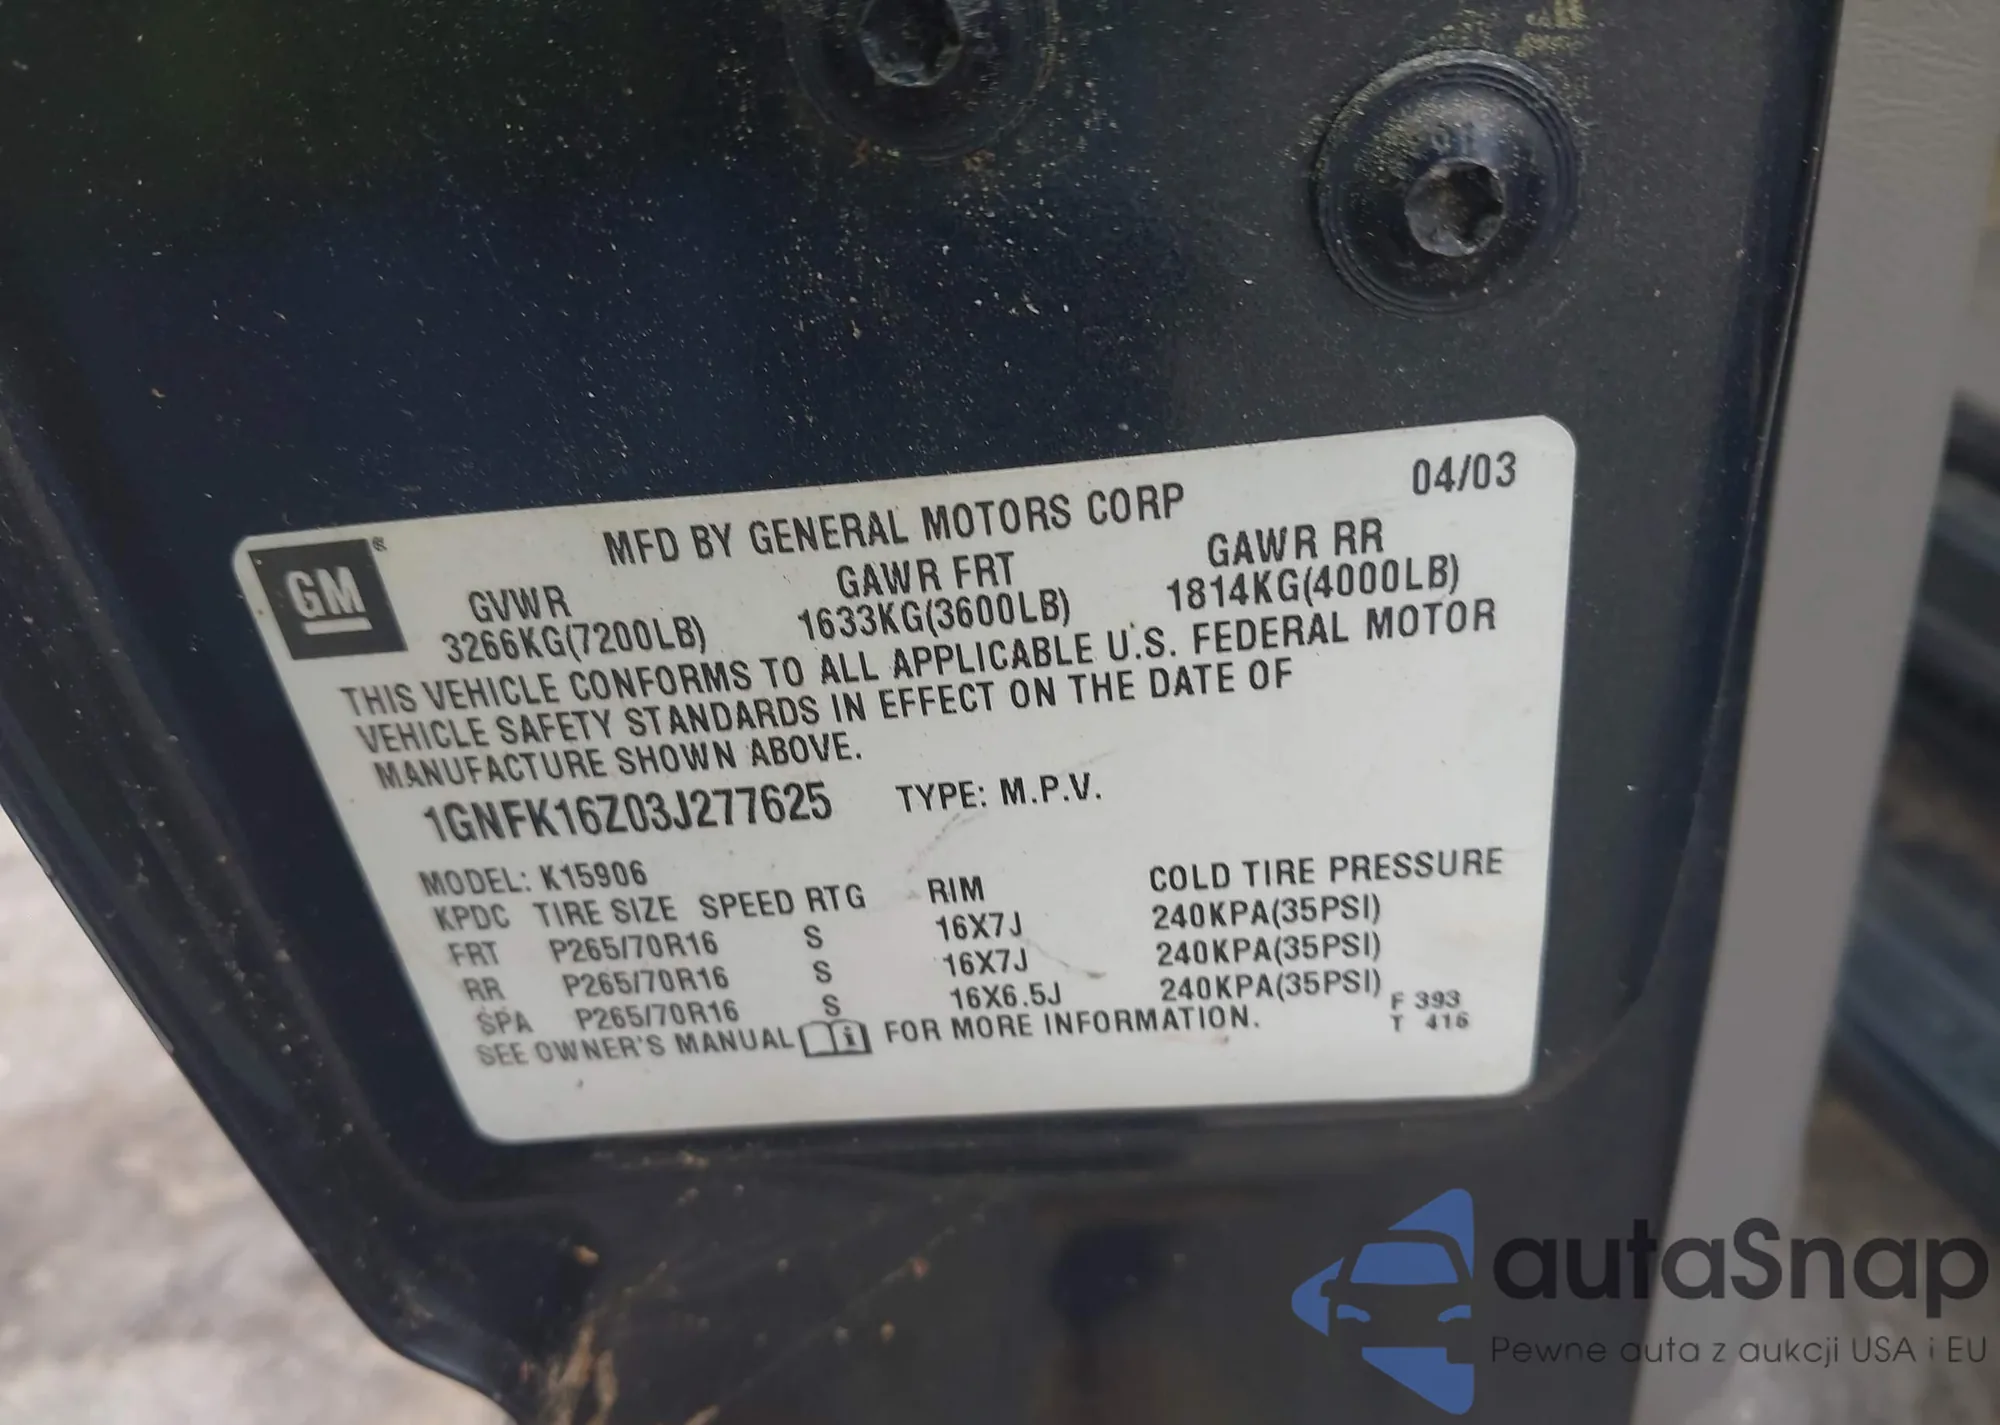 04/03
MFD BY GENERAL MOTORS CORP
GM®
GVWR GAWR FRT GAWR RR
3266KG(7200LB) 1633KG(3600LB) 1814KG(4000LB)
THIS VEHICLE CONFORMS TO ALL APPLICABLE U.S. FEDERAL MOTOR
VEHICLE SAFETY STANDARDS IN EFFECT ON THE DATE OF
MANUFACTURE SHOWN ABOVE.
1GNFK16Z03J277625 TYPE: M.P.V.
MODEL: K15906
KPDC TIRE SIZE SPEED RTG RIM COLD TIRE PRESSURE
FRT P265/70R16 S 16X7J 240KPA(35PSI)
RR P265/70R16 S 16X7J 240KPA(35PSI)
SPA P265/70R16 S 16X6.5J 240KPA(35PSI)
SEE OWNER'S MANUAL i FOR MORE INFORMATION.
F 393
T 416
autaSnap
Pewne auta z aukcji USA i EU